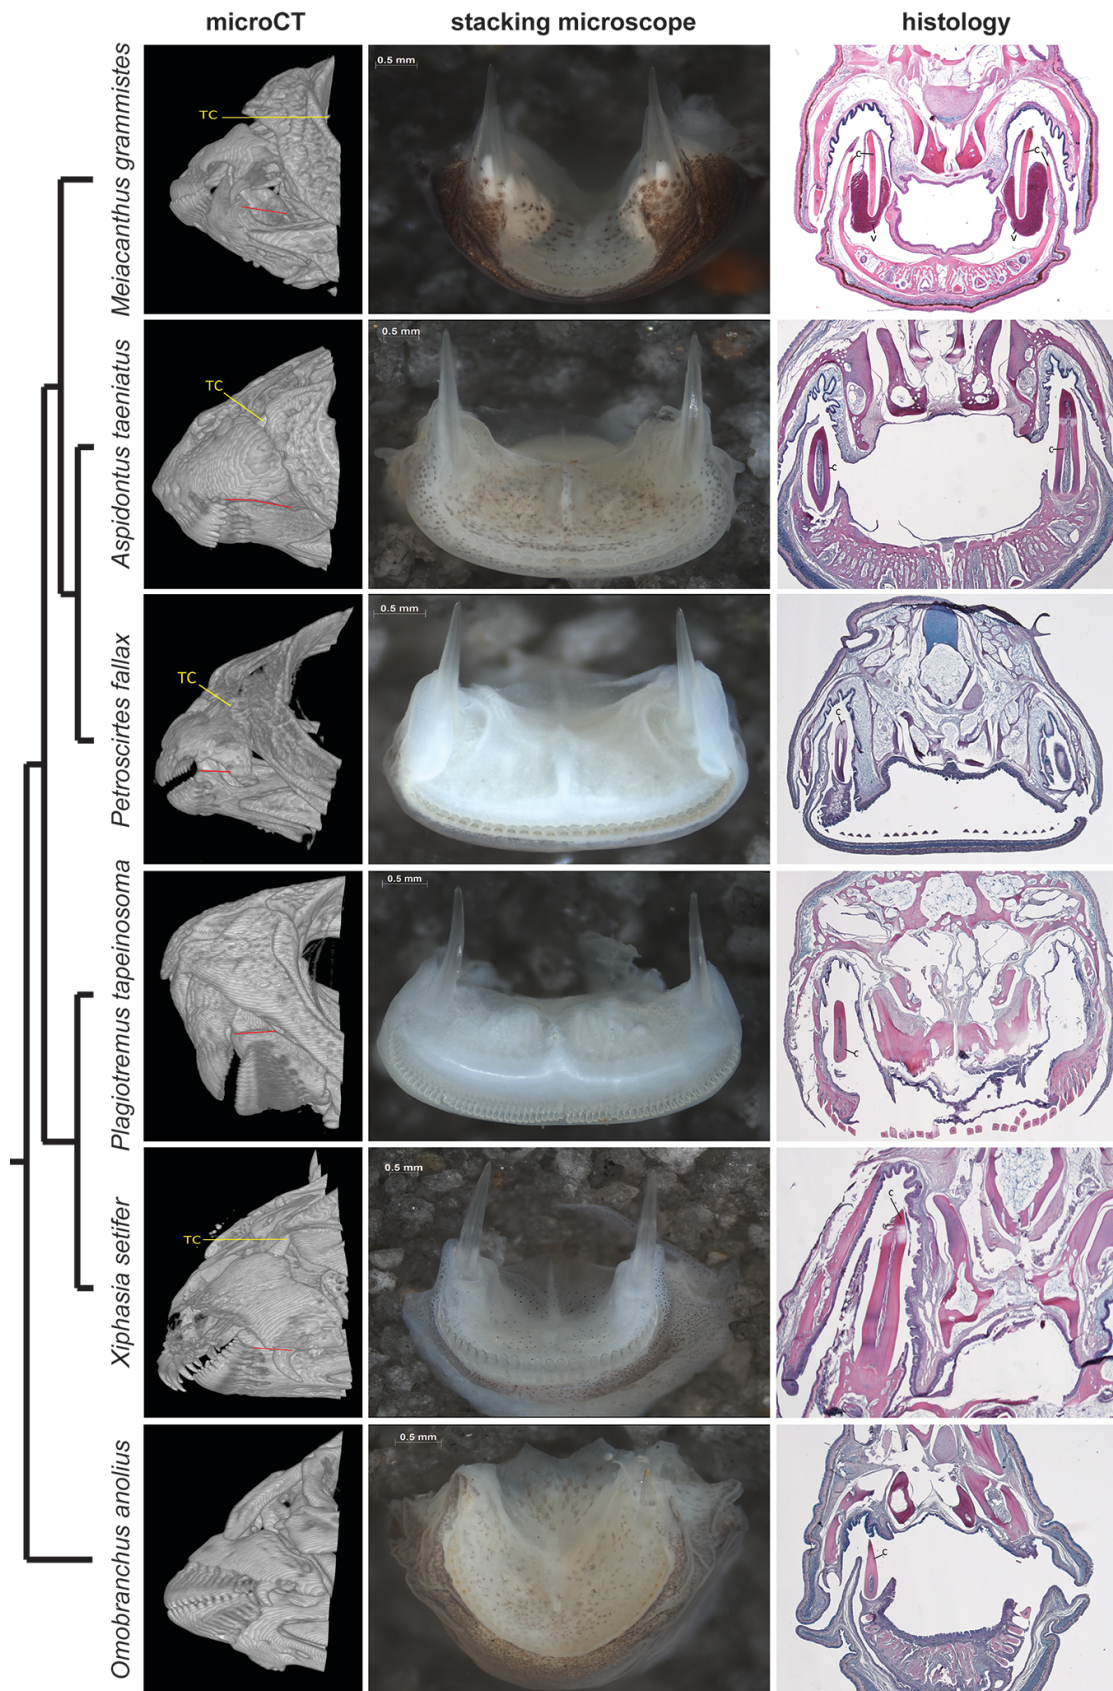 microCT stacking microscope histology
Meiacanthus grammistes
TC
0.5 mm
C
C
V
V
Aspidontus taeniatus
TC
0.5 mm
C
C
Petroscirtes fallax
TC
0.5 mm
C
Plagiotremus tapeinosoma
0.5 mm
C
Xiphasia setifer
TC
0.5 mm
C
Omobranchus anolius
0.5 mm
C